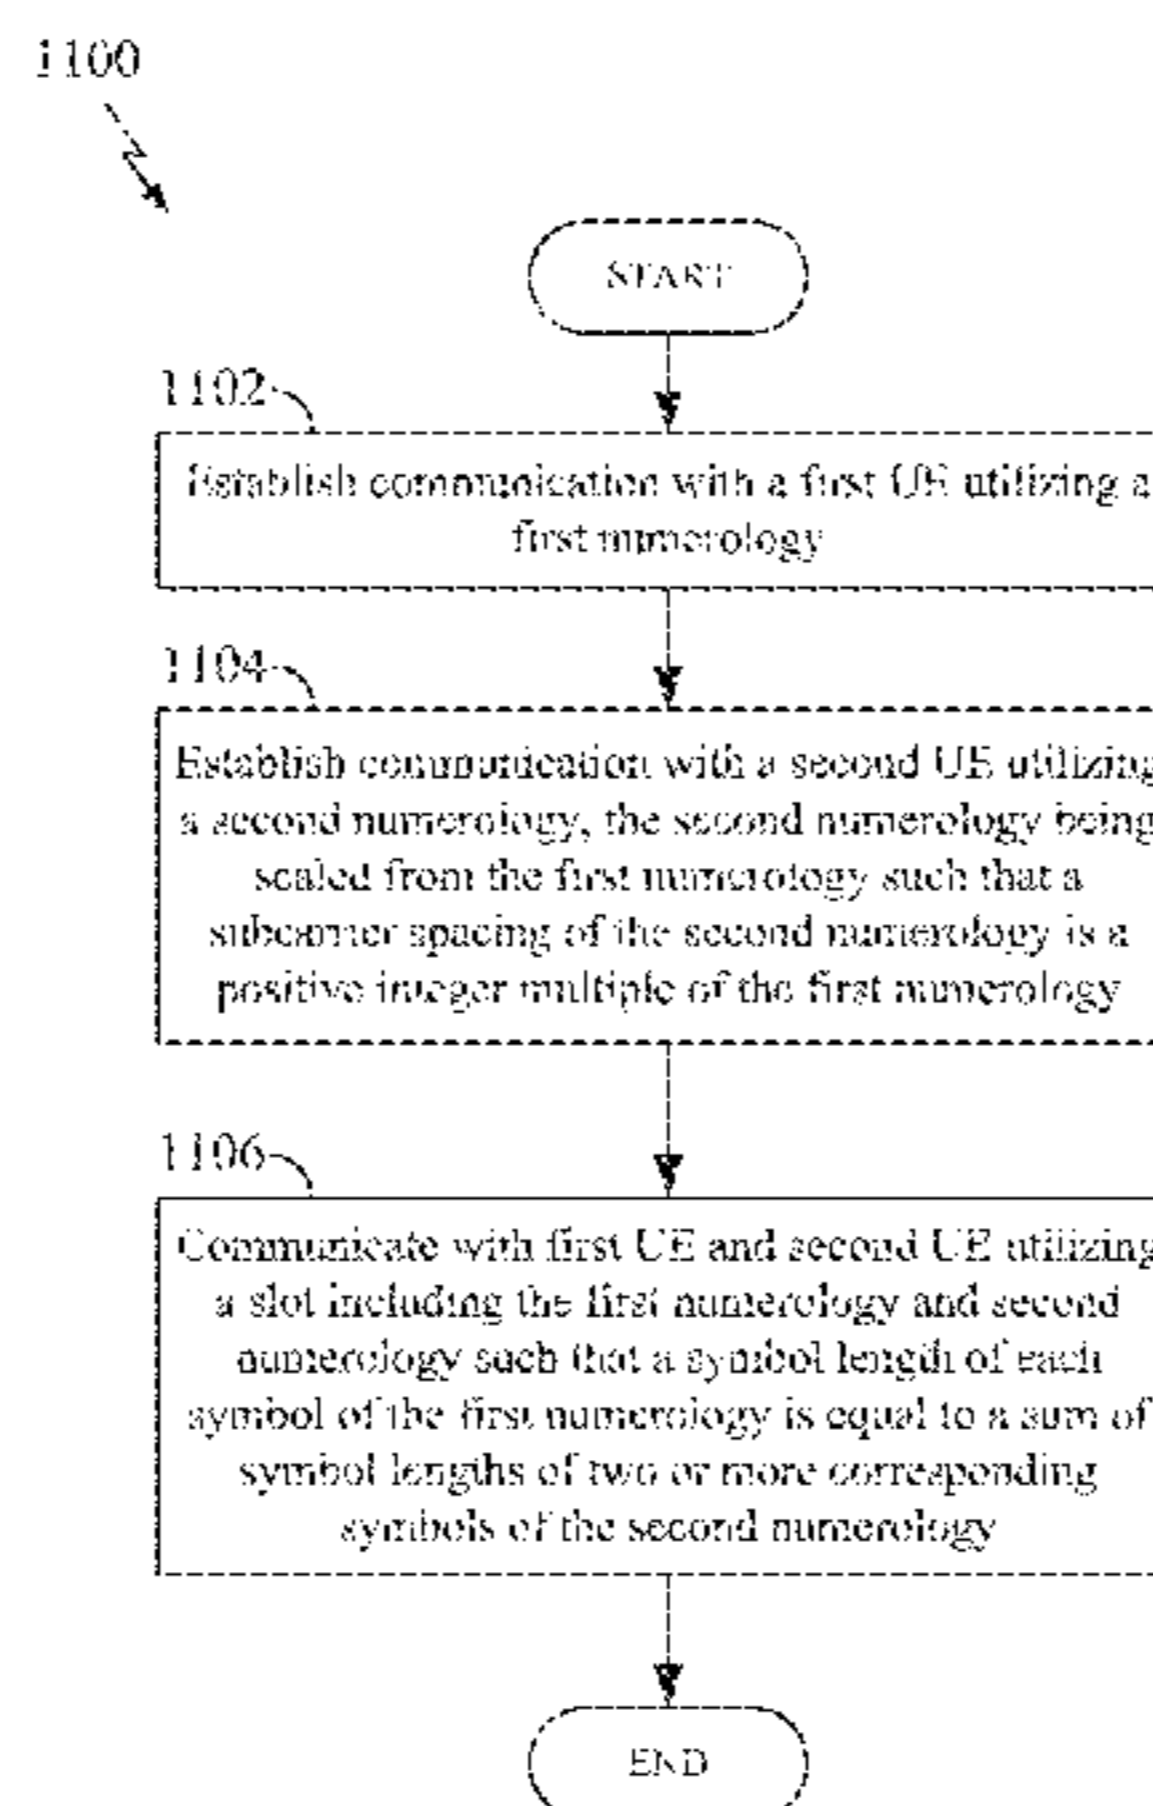 1100
START
1102
Establish communication with a first UE utilizing a
first numerology
1104
Establish communication with a second UE utilizing
a second numerology, the second numerology being
scaled from the first numerology such that a
subcarrier spacing of the second numerology is a
positive integer multiple of the first numerology
1106
Communicate with first UE and second UE utilizing
a slot including the first numerology and second
numerology such that a symbol length of each
symbol of the first numerology is equal to a sum of
symbol lengths of two or more corresponding
symbols of the second numerology
END